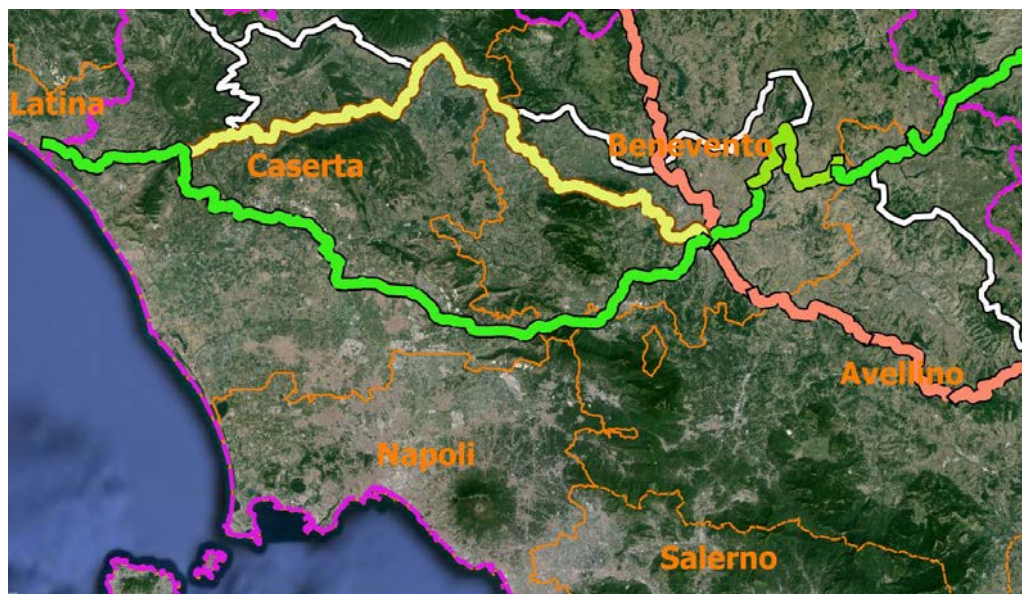 Latina
Caserta
Benevento
Avellino
Napoli
Salerno